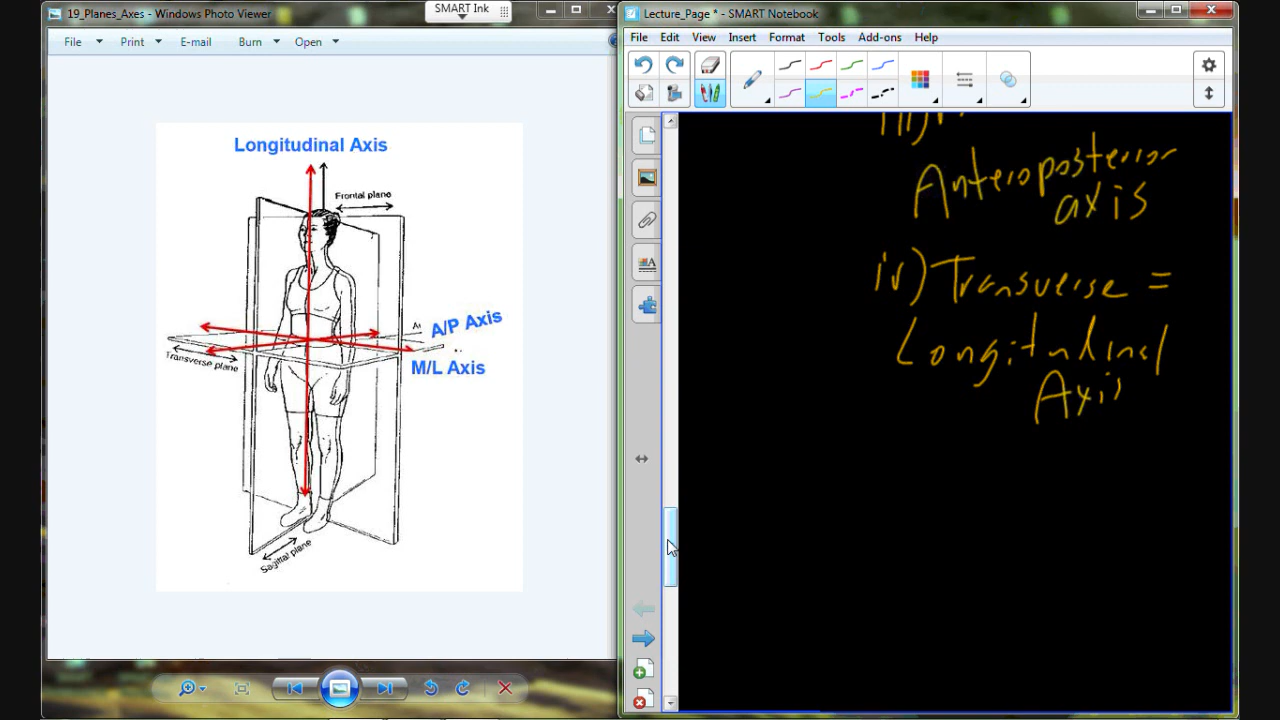 19_Planes_Axes - Windows Photo Viewer
File
Print
E-mail
Burn
Open
Longitudinal Axis
Frontal plane
A/P Axis
M/L Axis
Transverse plane
Sagittal plane
SMART Ink
Lecture_Page * - SMART Notebook
File Edit View Insert Format Tools Add-ons Help
Anteroposterior
axis
iv) Transverse =
Longitudinal
Axis